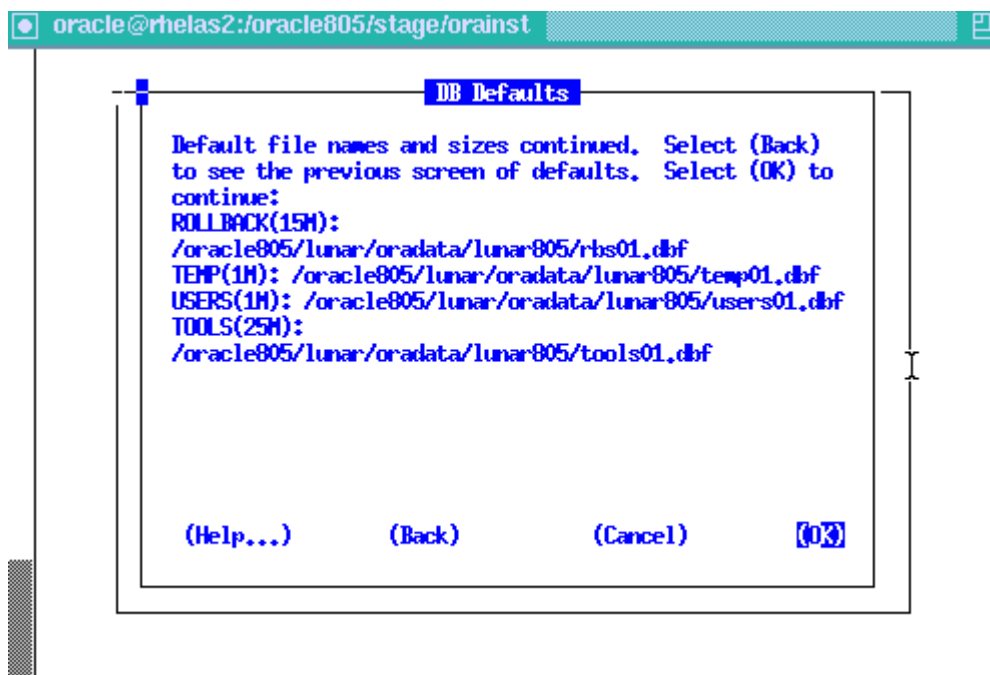 oracle@rhelas2:/oracle805/stage/orainst
DB Defaults
Default file names and sizes continued.  Select (Back)
to see the previous screen of defaults.  Select (OK) to
continue:
ROLLBACK(15M):
/oracle805/lunar/oradata/lunar805/rbs01.dbf
TEMP(1M): /oracle805/lunar/oradata/lunar805/temp01.dbf
USERS(1M): /oracle805/lunar/oradata/lunar805/users01.dbf
TOOLS(25M):
/oracle805/lunar/oradata/lunar805/tools01.dbf
(Help...) (Back) (Cancel) (OK)